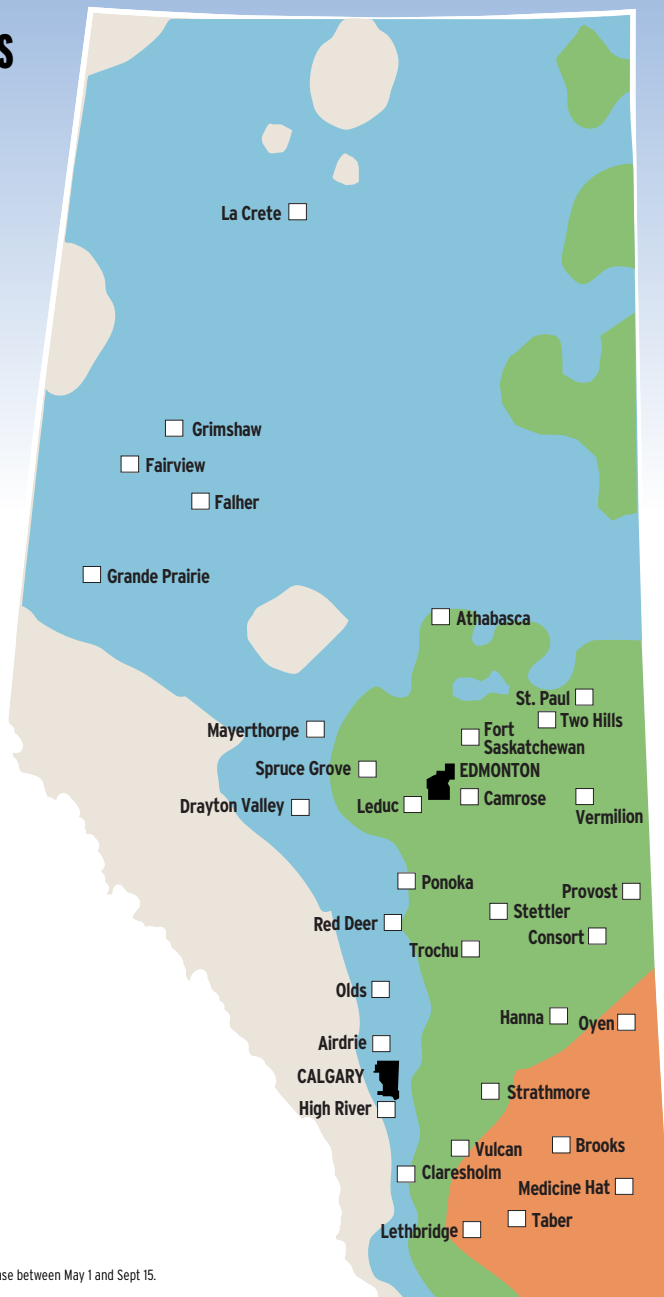 S
La Crete
Grimshaw
Fairview
Falher
Grande Prairie
Athabasca
St. Paul
Two Hills
Mayerthorpe
Fort
Saskatchewan
Spruce Grove
EDMONTON
Drayton Valley
Leduc
Camrose
Vermilion
Ponoka
Provost
Stettler
Red Deer
Consort
Trochu
Olds
Hanna
Oyen
Airdrie
CALGARY
Strathmore
High River
Vulcan
Brooks
Claresholm
Medicine Hat
Taber
Lethbridge
se between May 1 and Sept 15.